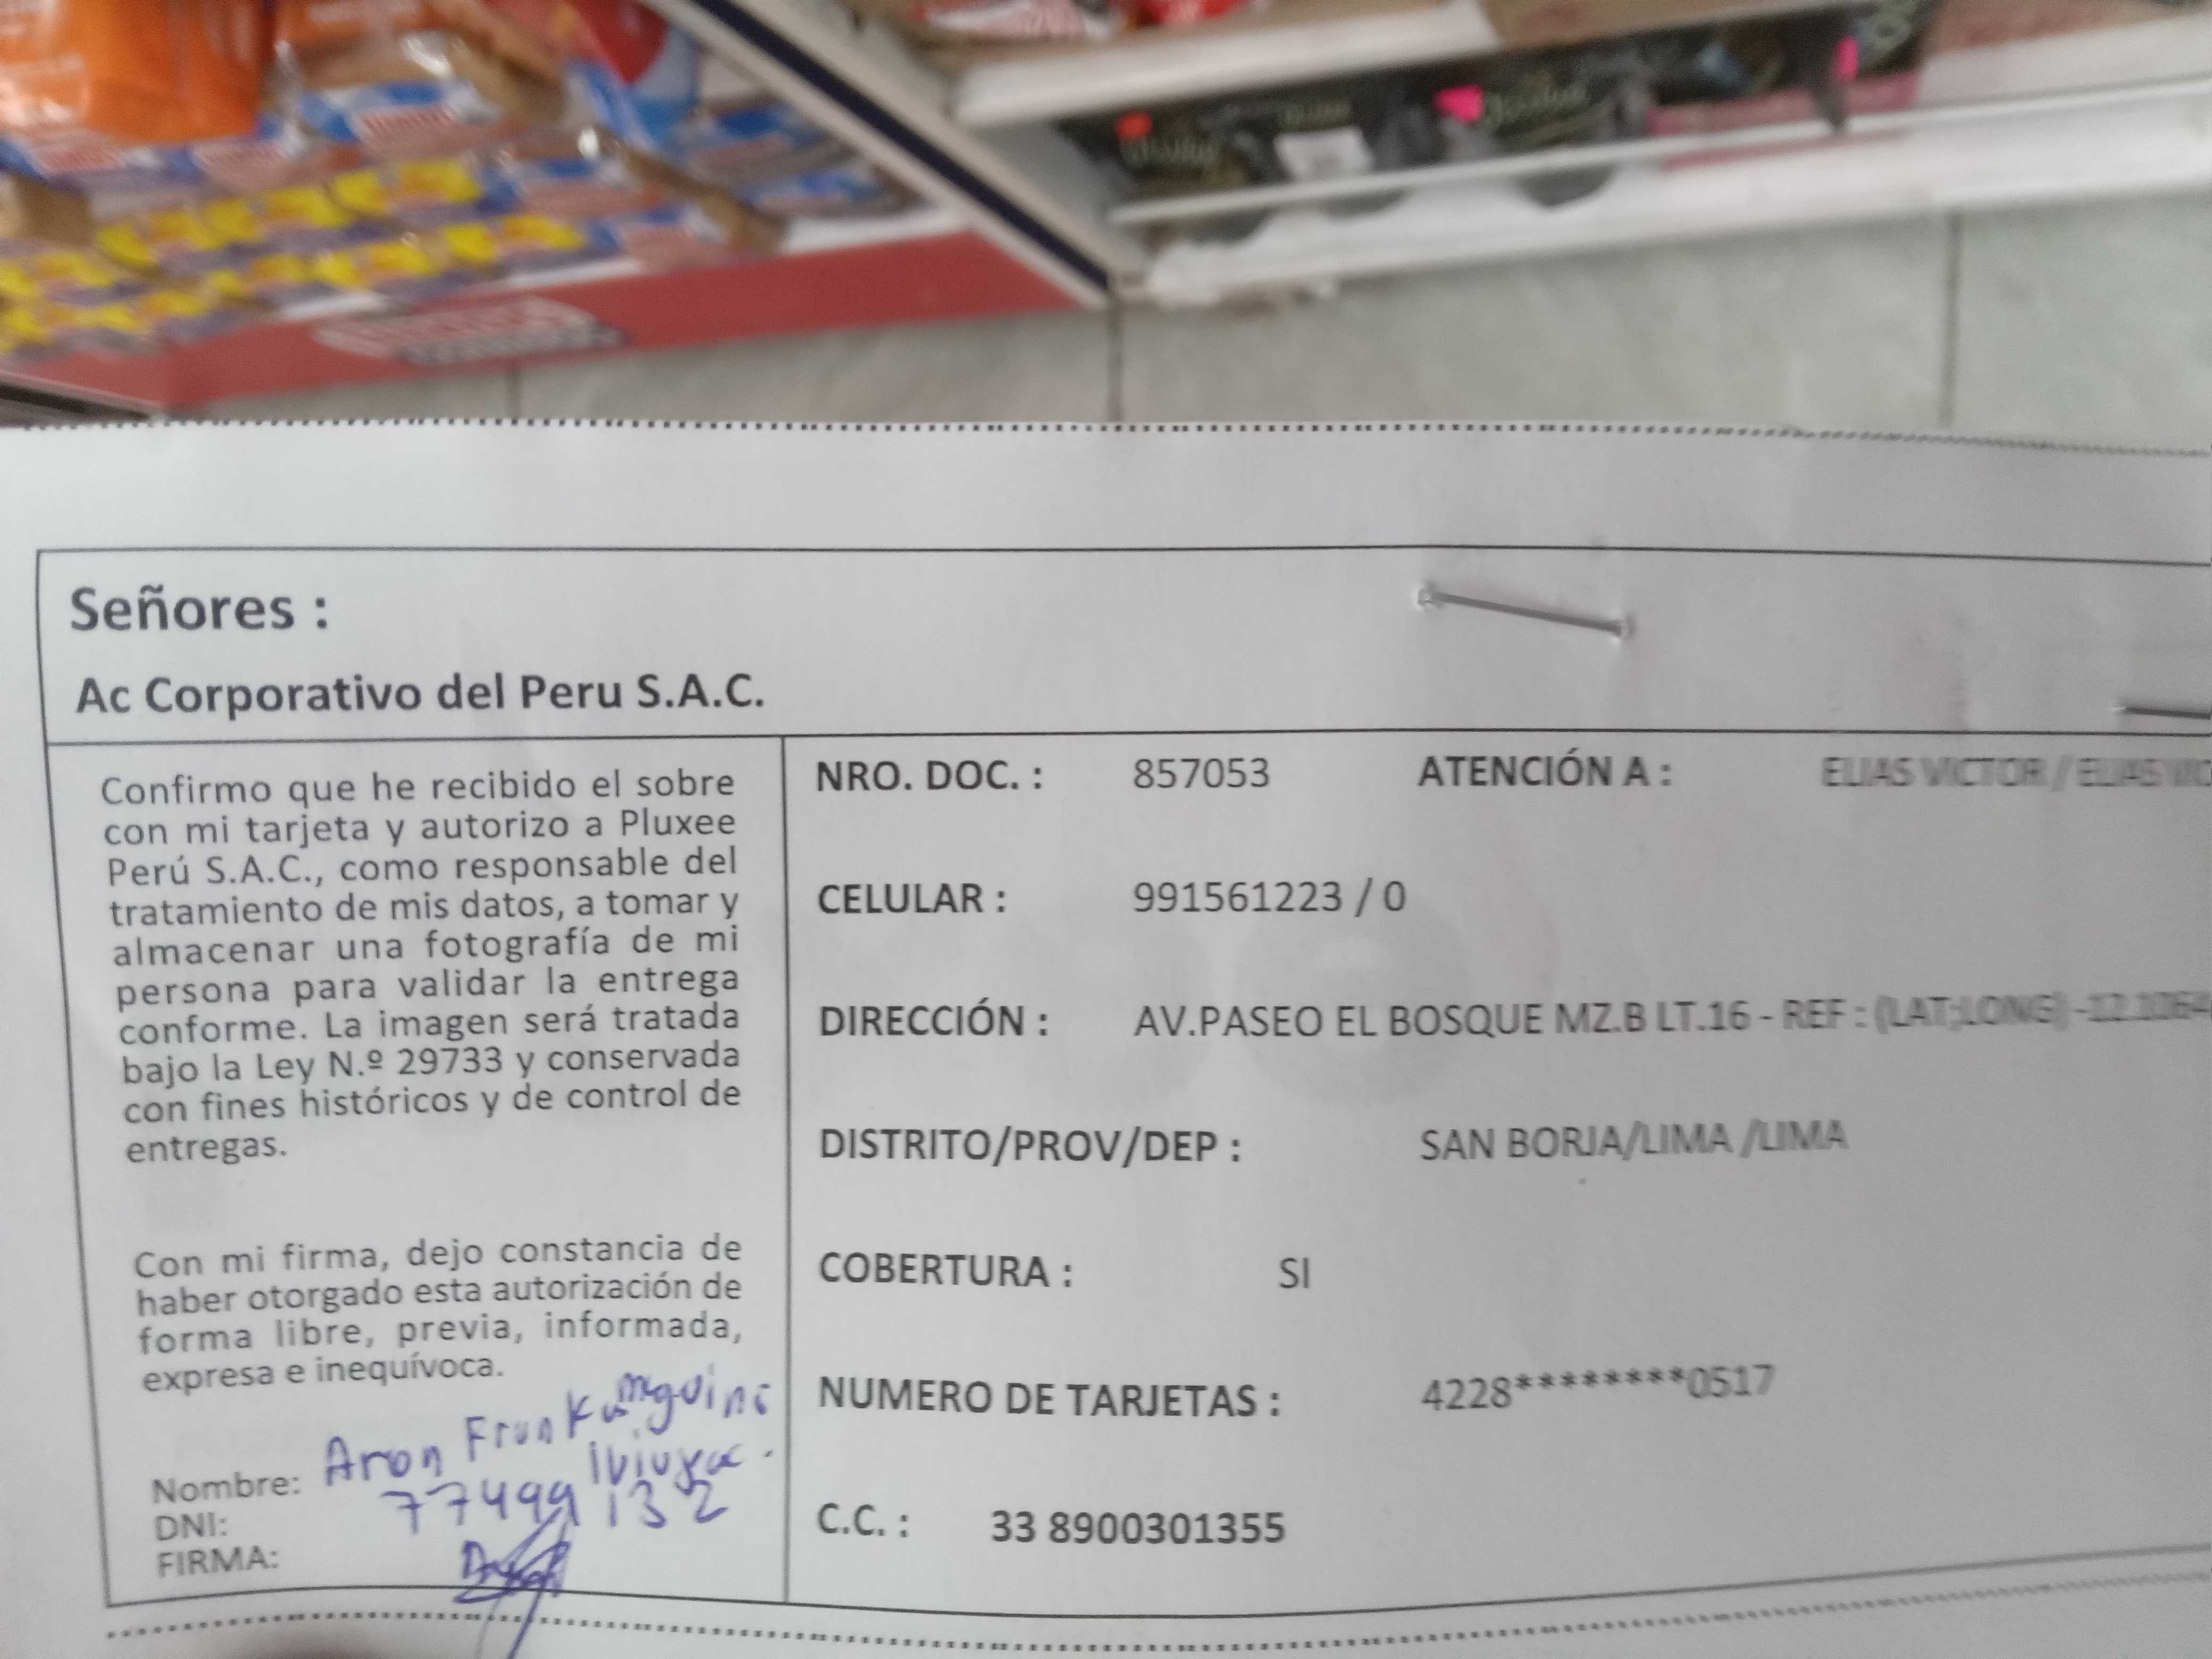 Señores :
Ac Corporativo del Peru S.A.C.
Confirmo que he recibido el sobre
con mi tarjeta y autorizo a Pluxee
Perú S.A.C., como responsable del
tratamiento de mis datos, a tomar y
almacenar una fotografía de mi
persona para validar la entrega
conforme. La imagen será tratada
bajo la Ley N.º 29733 y conservada
con fines históricos y de control de
entregas.
Con mi firma, dejo constancia de
haber otorgado esta autorización de
forma libre, previa, informada,
expresa e inequívoca.
Nombre: Aron Frank
DNI: 77499132
FIRMA:
NRO. DOC. : 857053 ATENCIÓN A : ELIAS VICTOR / ELIAS
CELULAR : 991561223 / 0
DIRECCIÓN : AV.PASEO EL BOSQUE MZ.B LT.16 - REF : (LAT;LONG) -12.1064
DISTRITO/PROV/DEP : SAN BORJA/LIMA /LIMA
COBERTURA : SI
NUMERO DE TARJETAS : 4228********0517
C.C. : 33 8900301355